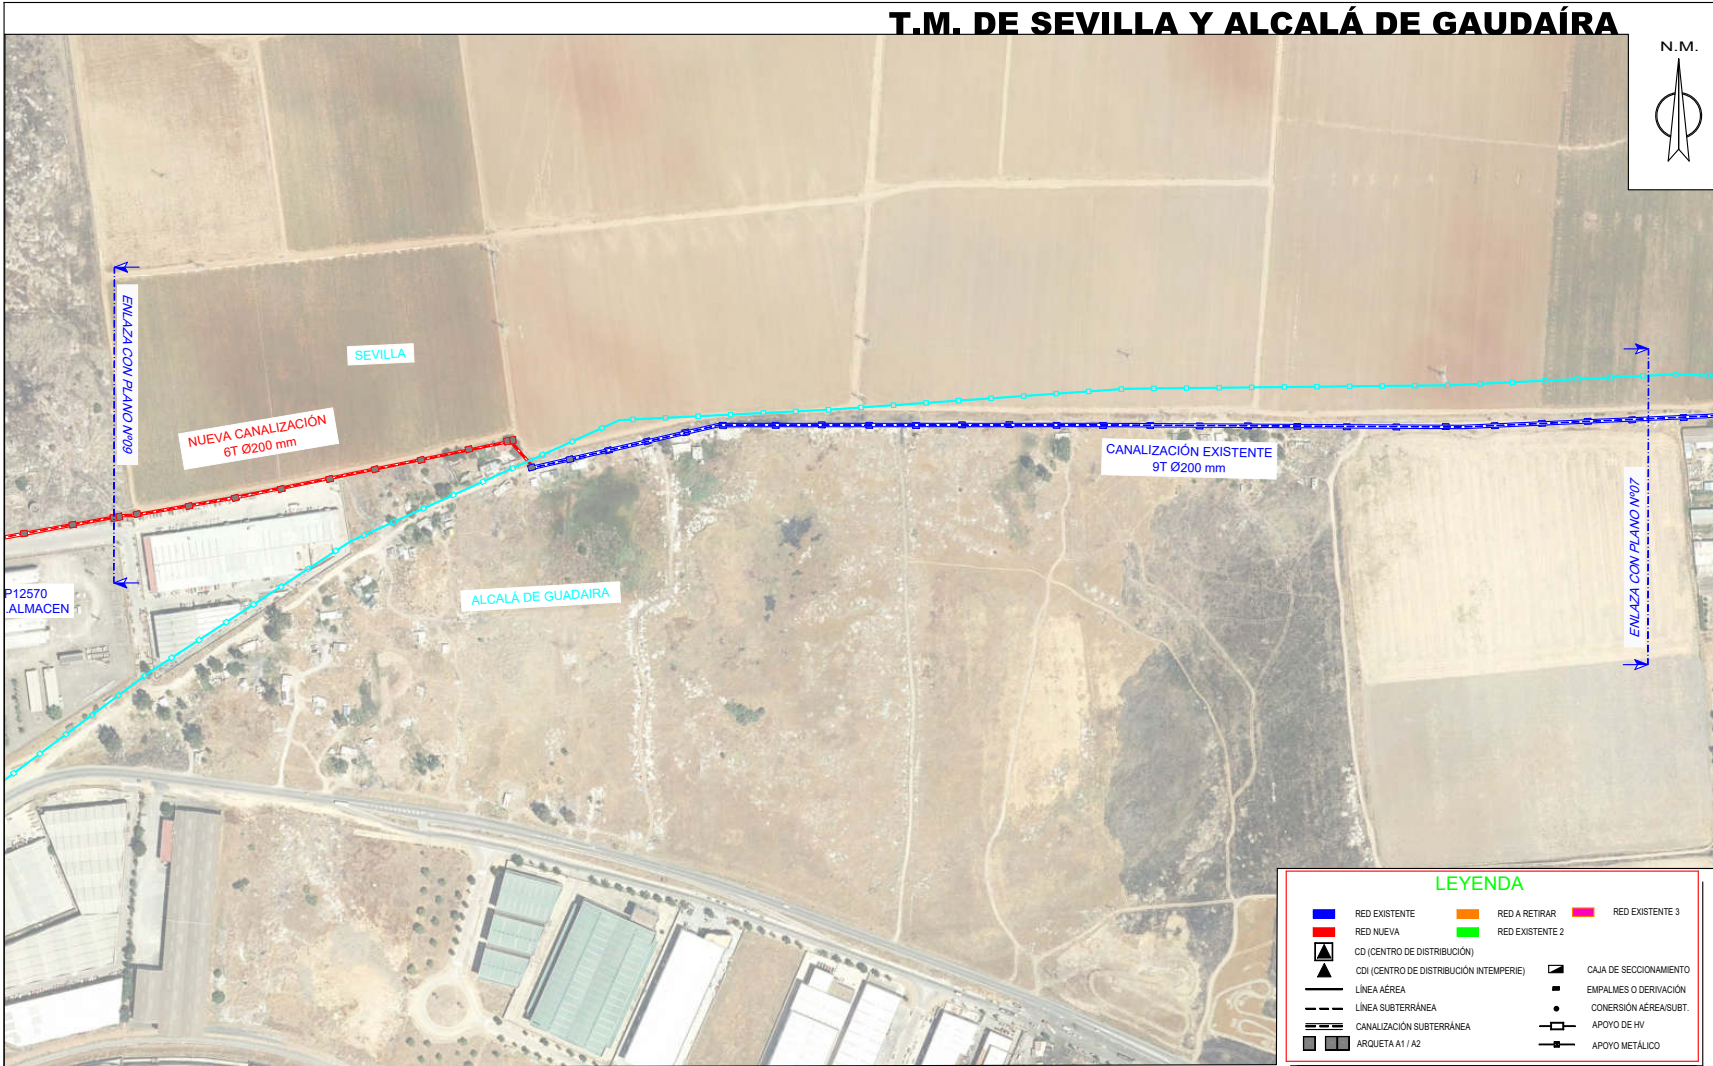 T.M. DE SEVILLA Y ALCALÁ DE GAUDAÍRA
N.M.
ENLAZA CON PLANO Nº09
SEVILLA
NUEVA CANALIZACIÓN
6T Ø200 mm
CANALIZACIÓN EXISTENTE
9T Ø200 mm
ENLAZA CON PLANO Nº07
P12570
.ALMACEN
ALCALÁ DE GUADAIRA
LEYENDA
RED EXISTENTE
RED A RETIRAR
RED EXISTENTE 3
RED NUEVA
RED EXISTENTE 2
CD (CENTRO DE DISTRIBUCIÓN)
CDI (CENTRO DE DISTRIBUCIÓN INTEMPERIE)
CAJA DE SECCIONAMIENTO
LÍNEA AÉREA
EMPALMES O DERIVACIÓN
LÍNEA SUBTERRÁNEA
CONERSIÓN AÉREA/SUBT.
CANALIZACIÓN SUBTERRÁNEA
APOYO DE HV
ARQUETA A1 / A2
APOYO METÁLICO